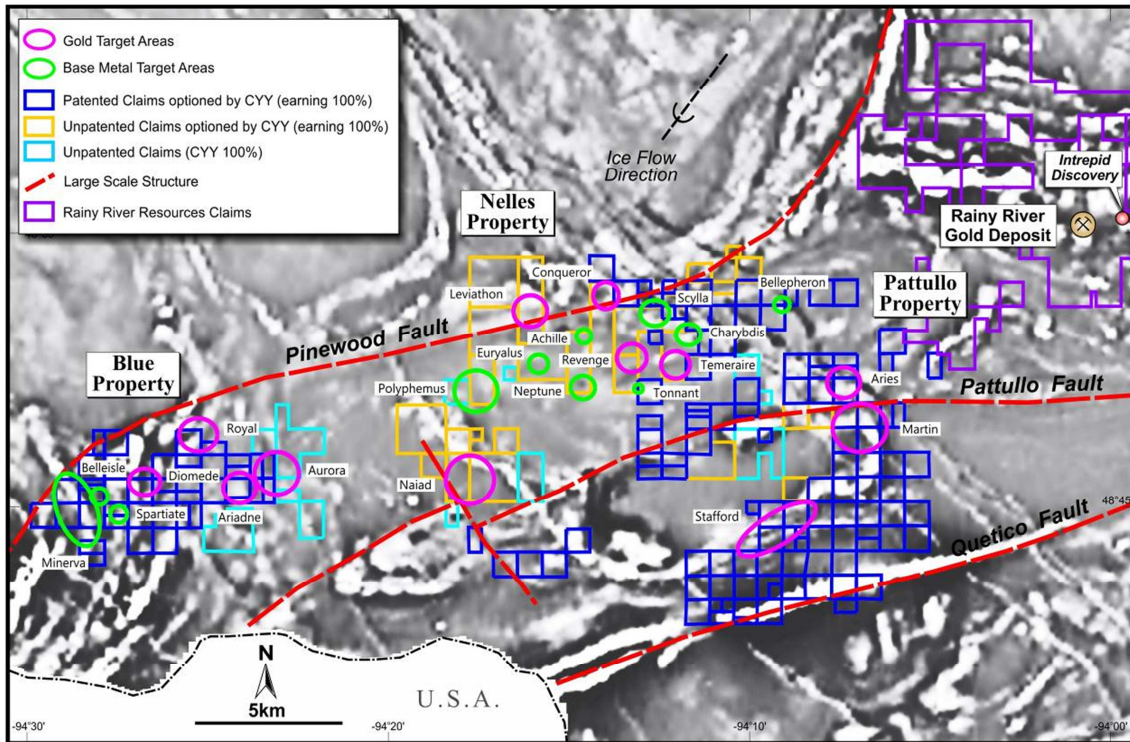 Gold Target Areas
Base Metal Target Areas
Patented Claims optioned by CYY (earning 100%)
Unpatented Claims optioned by CYY (earning 100%)
Unpatented Claims (CYY 100%)
Large Scale Structure
Rainy River Resources Claims
Ice Flow
Direction
Intrepid
Discovery
Rainy River
Gold Deposit
Nelles
Property
Pattullo
Property
Blue
Property
Conqueror
Leviathon
Scylla
Bellepheron
Achille
Charybdis
Euryalus
Revenge
Temeraire
Polyphemus
Neptune
Tonnant
Aries
Martin
Pinewood Fault
Pattullo Fault
Quetico Fault
Royal
Belleisle
Diomede
Aurora
Naiad
Spartiate
Ariadne
Minerva
Stafford
48°45'
N
5km
U.S.A.
-94°30'
-94°20'
-94°10'
-94°00'